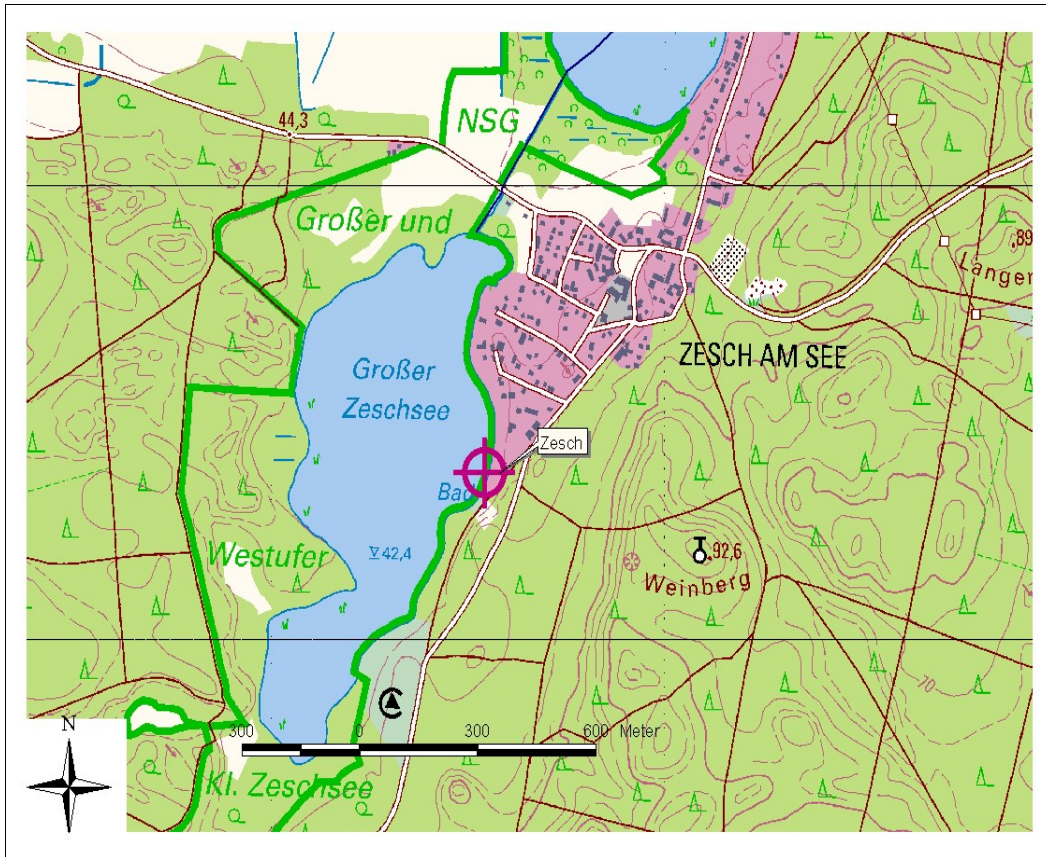 44,3
NSG
Großer und
89
Langer
Großer
Zeschsee
ZESCH AM SEE
Zesch
Bad
42,4
Westufer
92,6
Weinberg
70
N
300 0 300 600 Meter
Kl. Zeschsee